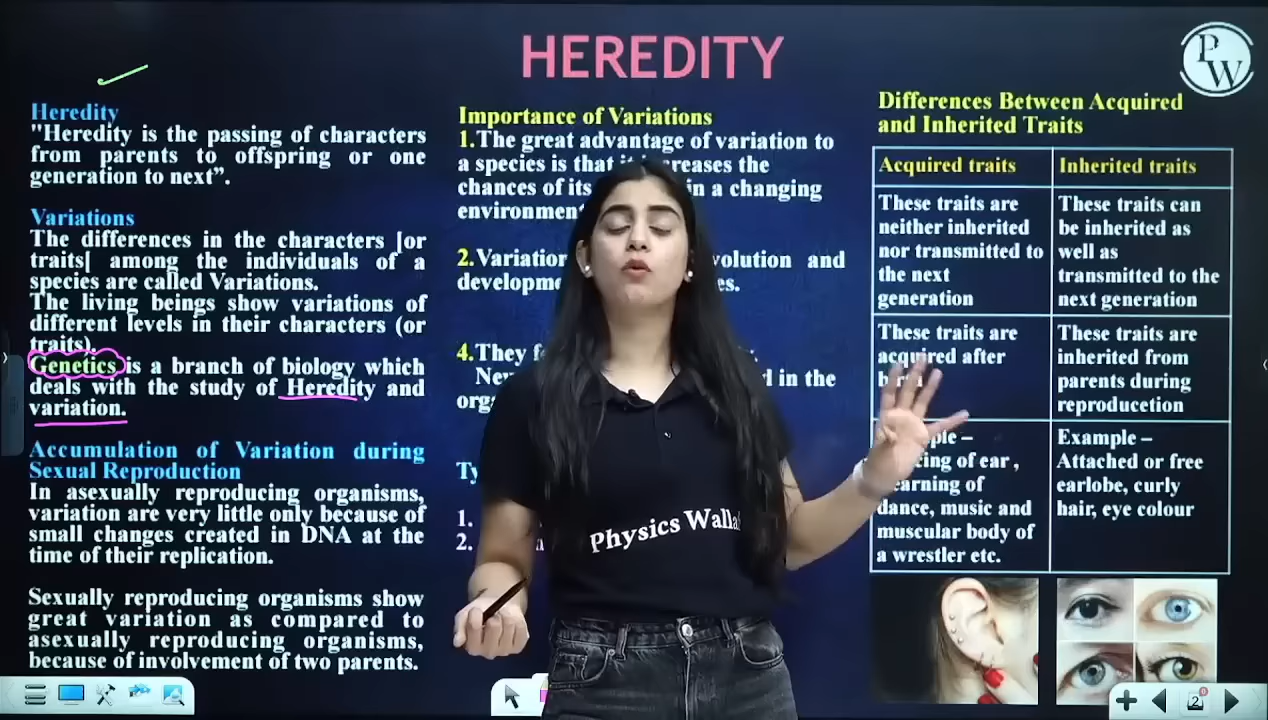 HEREDITY
PW
Heredity
"Heredity is the passing of characters
from parents to offspring or one
generation to next”.
Variations
The differences in the characters [or
traits[ among the individuals of a
species are called Variations.
The living beings show variations of
different levels in their characters (or
traits).
Genetics is a branch of biology which
deals with the study of Heredity and
variation.
Accumulation of Variation during
Sexual Reproduction
In asexually reproducing organisms,
variation are very little only because of
small changes created in DNA at the
time of their replication.
Sexually reproducing organisms show
great variation as compared to
asexually reproducing organisms,
because of involvement of two parents.
Importance of Variations
1.The great advantage of variation to
a species is that it increases the
chances of its in a changing
environment
2.Variation and
4.They
in the
1.
2.
Physics Walla
Differences Between Acquired
and Inherited Traits
Acquired traits
These traits are
neither inherited
nor transmitted to
the next
generation
Inherited traits
These traits can
be inherited as
well as
transmitted to the
next generation
These traits are
acquired after
These traits are
inherited from
parents during
reproducetion
of ear ,
learning of
dance, music and
muscular body of
a wrestler etc.
Example –
Attached or free
earlobe, curly
hair, eye colour
2